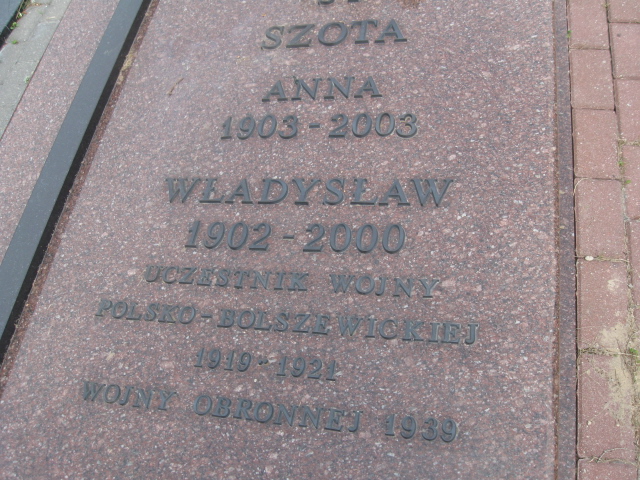 SZOTA
ANNA
1903-2003
WŁADYSŁAW
1902-2000
UCZESTNIK WOJNY
POLSKO-BOLSZEWICKIEJ
1919-1921
WOJNY OBRONNEJ 1939